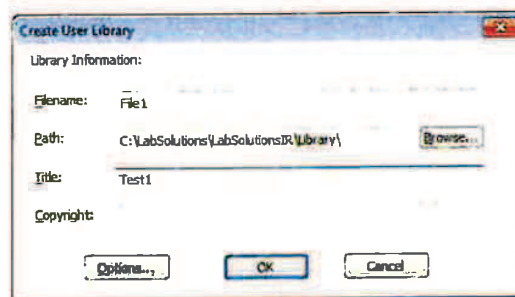 Create User Library
Library Information:
Filename: File1
Path: C:\LabSolutions\LabSolutionsIR\Library\ Browse...
Title: Test1
Copyright:
Options... OK Cancel